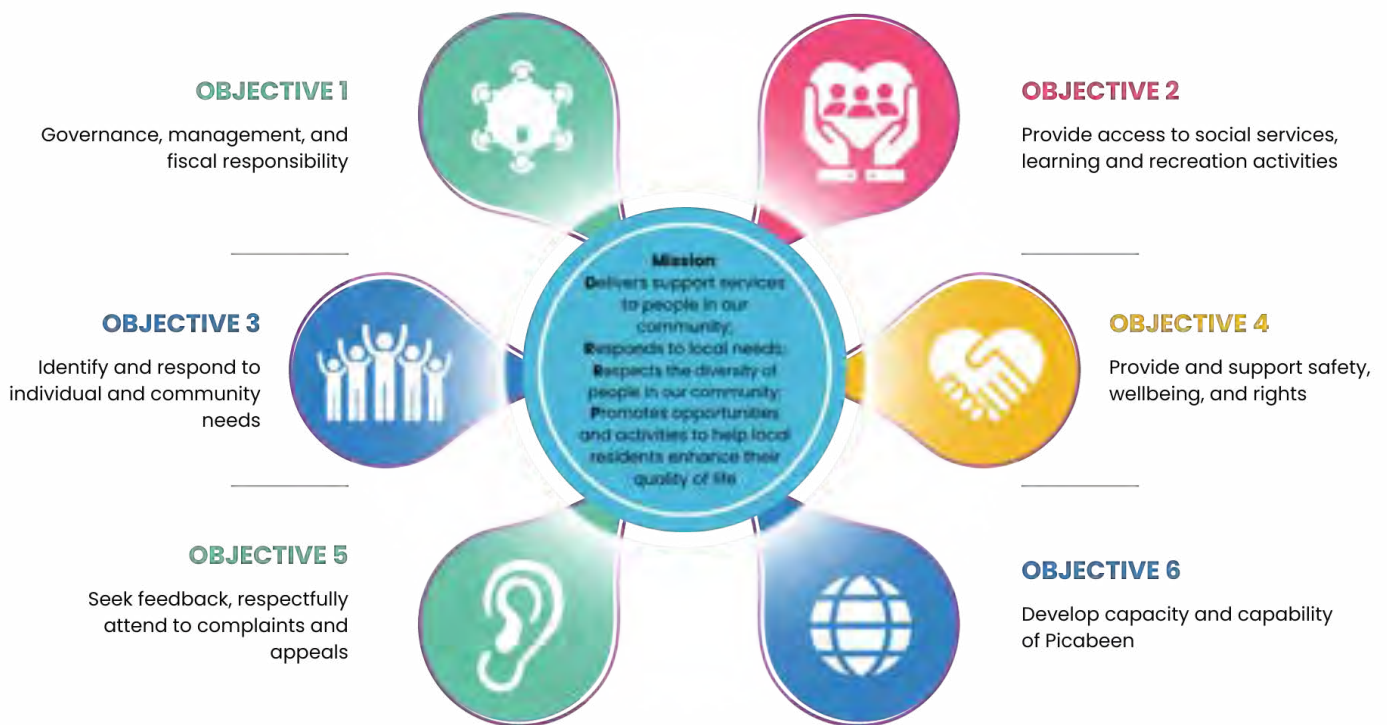 OBJECTIVE 1
Governance, management, and
fiscal responsibility
OBJECTIVE 2
Provide access to social services,
learning and recreation activities
OBJECTIVE 3
Identify and respond to
individual and community
needs
Mission
Delivers support services
to people in our
community;
Responds to local needs;
Respects the diversity of
people in our community;
Promotes opportunities
and activities to help local
residents enhance their
quality of life
OBJECTIVE 4
Provide and support safety,
wellbeing, and rights
OBJECTIVE 5
Seek feedback, respectfully
attend to complaints and
appeals
OBJECTIVE 6
Develop capacity and capability
of Picabeen